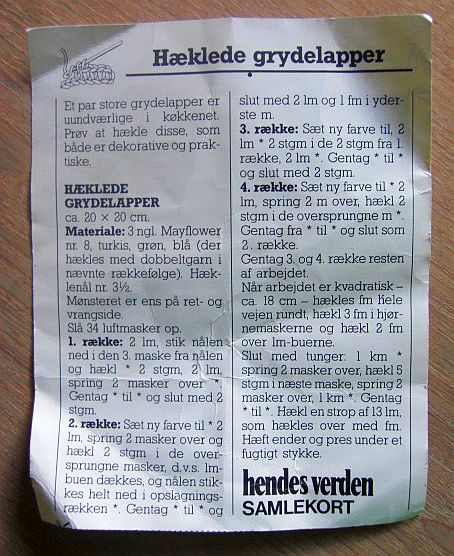 Hæklede grydelapper
Et par store grydelapper er
uundværlige i køkkenet.
Prøv at hækle disse, som
både er dekorative og prak-
tiske.
HÆKLEDE
GRYDELAPPER
ca. 20 × 20 cm.
Materiale: 3 ngl. Mayflower
nr. 8, turkis, grøn, blå (der
hækles med dobbeltgarn i
nævnte rækkefølge). Hæk-
lenål nr. 3½.
Mønsteret er ens på ret- og
vrangside.
Slå 34 luftmasker op.
1. række: 2 lm, stik nålen
ned i den 3. maske fra nålen
og hækl * 2 stgm, 2 lm,
spring 2 masker over *.
Gentag * til * og slut med 2
stgm.
2. række: Sæt ny farve til * 2
lm, spring 2 masker over og
hækl 2 stgm i de over-
sprungne masker, d.v.s. lm-
buen dækkes, og nålen stik-
kes helt ned i opslagnings-
rækken *. Gentag * til * og
slut med 2 lm og 1 fm i yder-
ste m.
3. række: Sæt ny farve til, 2
lm * 2 stgm i de 2 stgm fra 1.
række, 2 lm *. Gentag * til *
og slut med 2 stgm.
4. række: Sæt ny farve til * 2
lm, spring 2 m over, hækl 2
stgm i de oversprungne m *.
Gentag fra * til * og slut som
2. række.
Gentag 3. og 4. række resten
af arbejdet.
Når arbejdet er kvadratisk –
ca. 18 cm – hækles fm hele
vejen rundt, hækl 3 fm i hjør-
nemaskerne og hækl 2 fm
over lm-buerne.
Slut med tunger: 1 km *
spring 2 masker over, hækl 5
stgm i næste maske, spring 2
masker over, 1 km *. Gentag
* til *. Hækl en strop af 13 lm,
som hækles over med fm.
Hæft ender og pres under et
fugtigt stykke.
hendes verden
SAMLEKORT